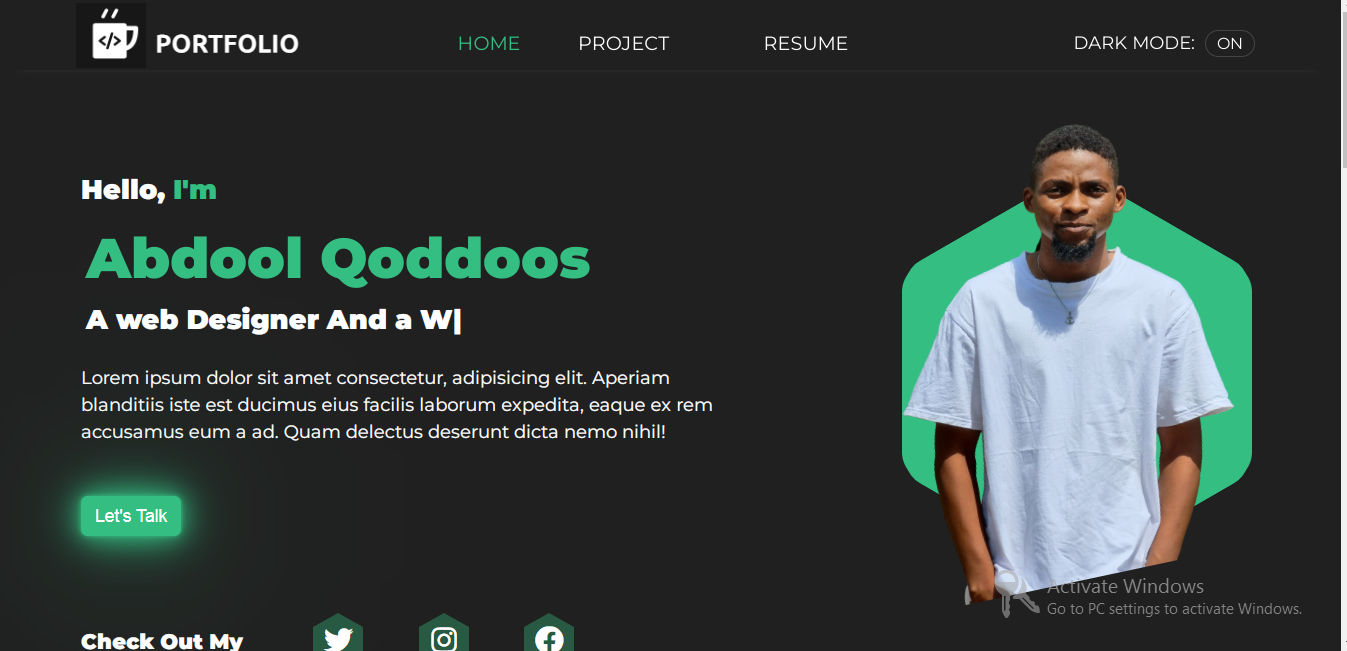 </>
PORTFOLIO
HOME
PROJECT
RESUME
DARK MODE: ON
Hello, I'm
Abdool Qoddoos
A web Designer And a W|
Lorem ipsum dolor sit amet consectetur, adipisicing elit. Aperiam
blanditiis iste est ducimus eius facilis laborum expedita, eaque ex rem
accusamus eum a ad. Quam delectus deserunt dicta nemo nihil!
Let's Talk
Activate Windows
Go to PC settings to activate Windows.
Check Out My